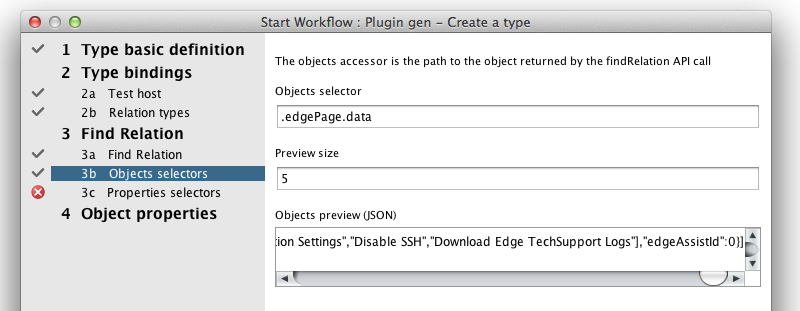 Start Workflow : Plugin gen - Create a type
1 Type basic definition
2 Type bindings
2a Test host
2b Relation types
3 Find Relation
3a Find Relation
3b Objects selectors
3c Properties selectors
4 Object properties
The objects accessor is the path to the object returned by the findRelation API call
Objects selector
.edgePage.data
Preview size
5
Objects preview (JSON)
tion Settings","Disable SSH","Download Edge TechSupport Logs"],"edgeAssistId":0}]